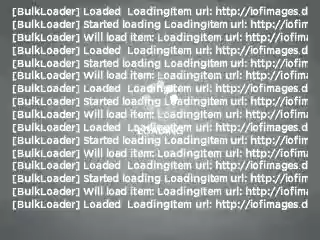 [BulkLoader] Loaded LoadingItem url: http://iofimages.d
[BulkLoader] Started loading LoadingItem url: http://iofim
[BulkLoader] Will load item: LoadingItem url: http://iofima
[BulkLoader] Loaded LoadingItem url: http://iofimages.d
[BulkLoader] Started loading LoadingItem url: http://iofim
[BulkLoader] Will load item: LoadingItem url: http://iofima
[BulkLoader] Loaded LoadingItem url: http://iofimages.d
[BulkLoader] Started loading LoadingItem url: http://iofim
[BulkLoader] Will load item: LoadingItem url: http://iofima
[BulkLoader] Loaded LoadingItem url: http://iofimages.d
[BulkLoader] Started loading LoadingItem url: http://iofim
[BulkLoader] Will load item: LoadingItem url: http://iofima
[BulkLoader] Loaded LoadingItem url: http://iofimages.d
[BulkLoader] Started loading LoadingItem url: http://iofim
[BulkLoader] Will load item: LoadingItem url: http://iofima
[BulkLoader] Loaded LoadingItem url: http://iofimages.d